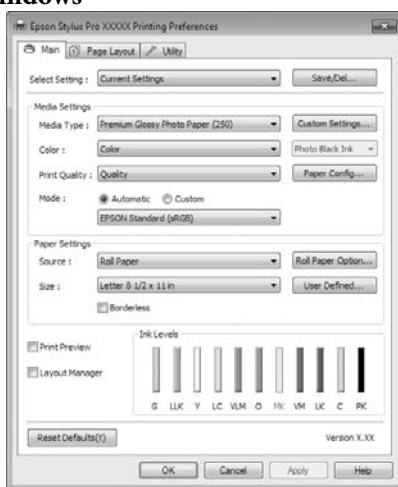 ndows
Epson Stylus Pro XXXXX Printing Preferences
Main Page Layout Utility
Select Setting : Current Settings Save/Del...
Media Settings
Media Type : Premium Glossy Photo Paper (250) Custom Settings...
Color : Color Photo Black Ink
Print Quality : Quality Paper Config...
Mode : Automatic Custom
EPSON Standard (sRGB)
Paper Settings
Source : Roll Paper Roll Paper Option...
Size : Letter 8 1/2 x 11 in User Defined...
Borderless
Ink Levels
Print Preview
Layout Manager
G LLK Y LC VLM O MK VM LK C PK
Reset Defaults(Y) Version X.XX
OK Cancel Apply Help